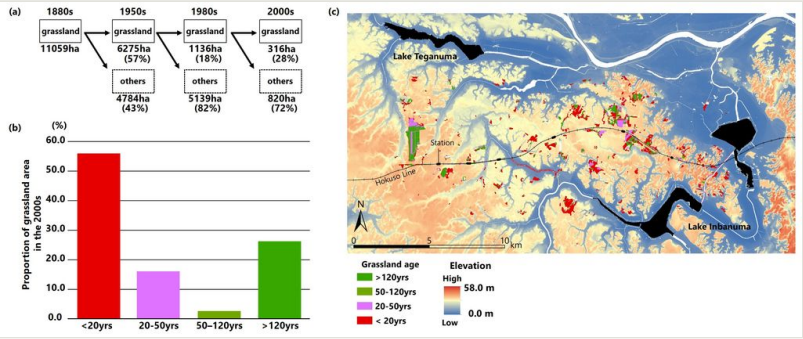 (a)
1880s 1950s 1980s 2000s
grassland grassland grassland grassland
11059ha 6275ha 1136ha 316ha
(57%) (18%) (28%)
others others others
4784ha 5139ha 820ha
(43%) (82%) (72%)
(b)
(%)
60.0
50.0
40.0
30.0
20.0
10.0
0.0
Proportion of grassland area
in the 2000s
<20yrs 20-50yrs 50–120yrs >120yrs
(c)
Lake Teganuma
Station
Hokuso Line
N
Lake Inbanuma
0 5 10 km
Grassland age
>120yrs
50-120yrs
20-50yrs
< 20yrs
Elevation
High
58.0 m
0.0 m
Low